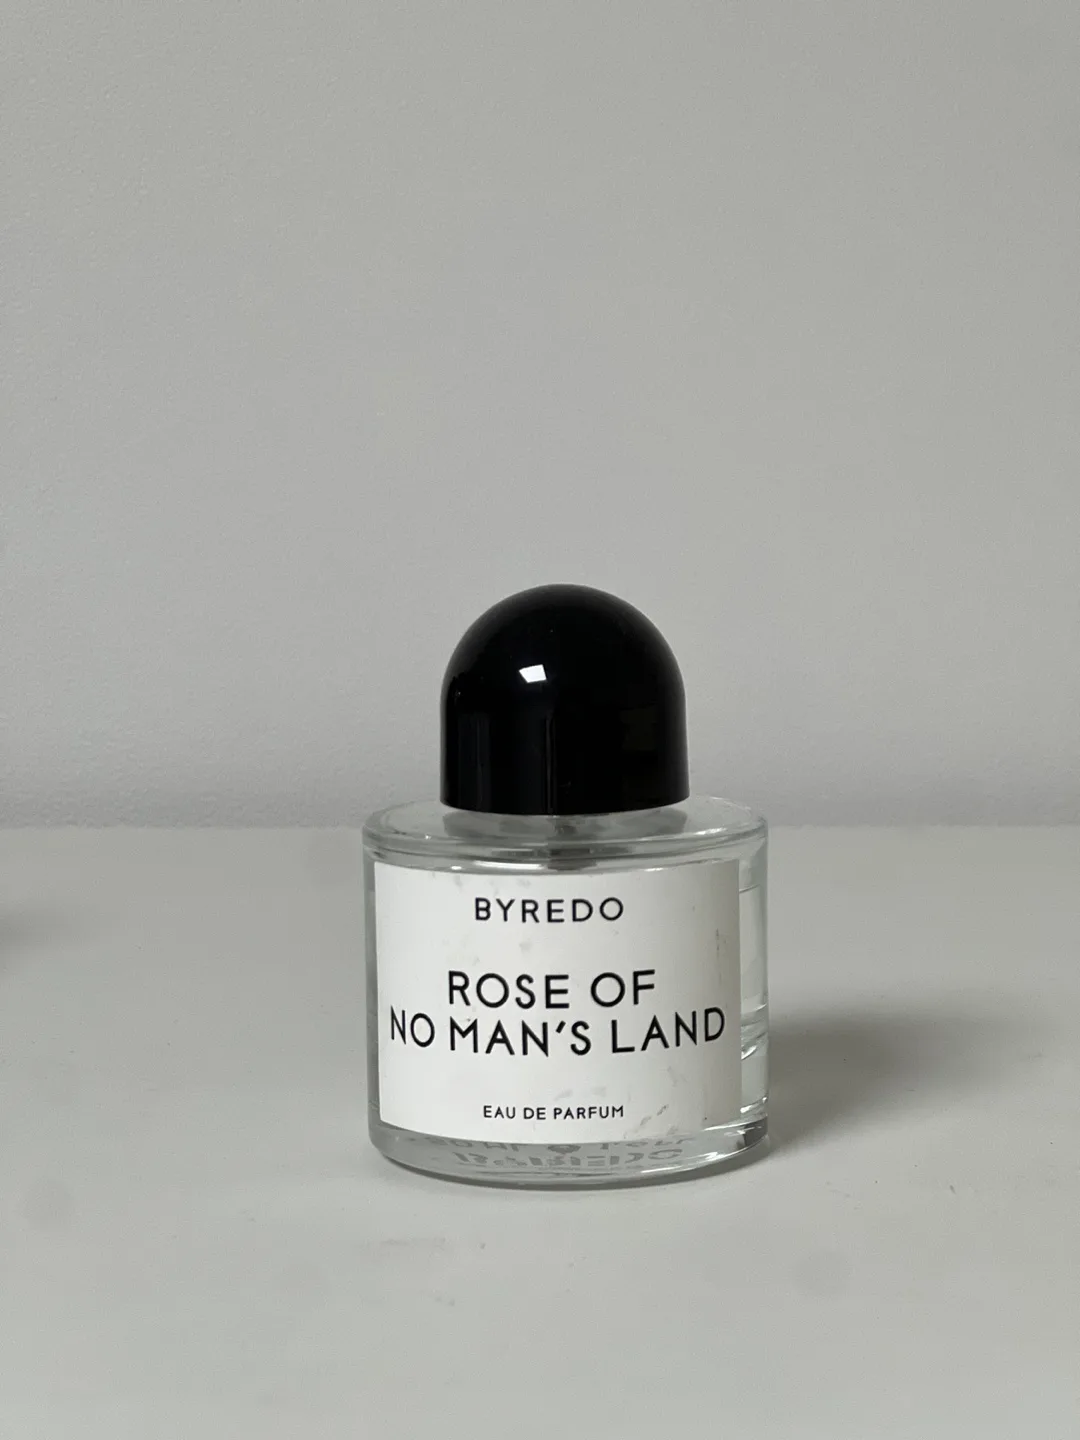 BYREDO
ROSE OF
NO MAN'S LAND
EAU DE PARFUM